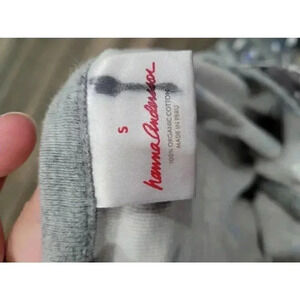 S
hanna andersson
100% ORGANIC COTTON
MADE IN PERU